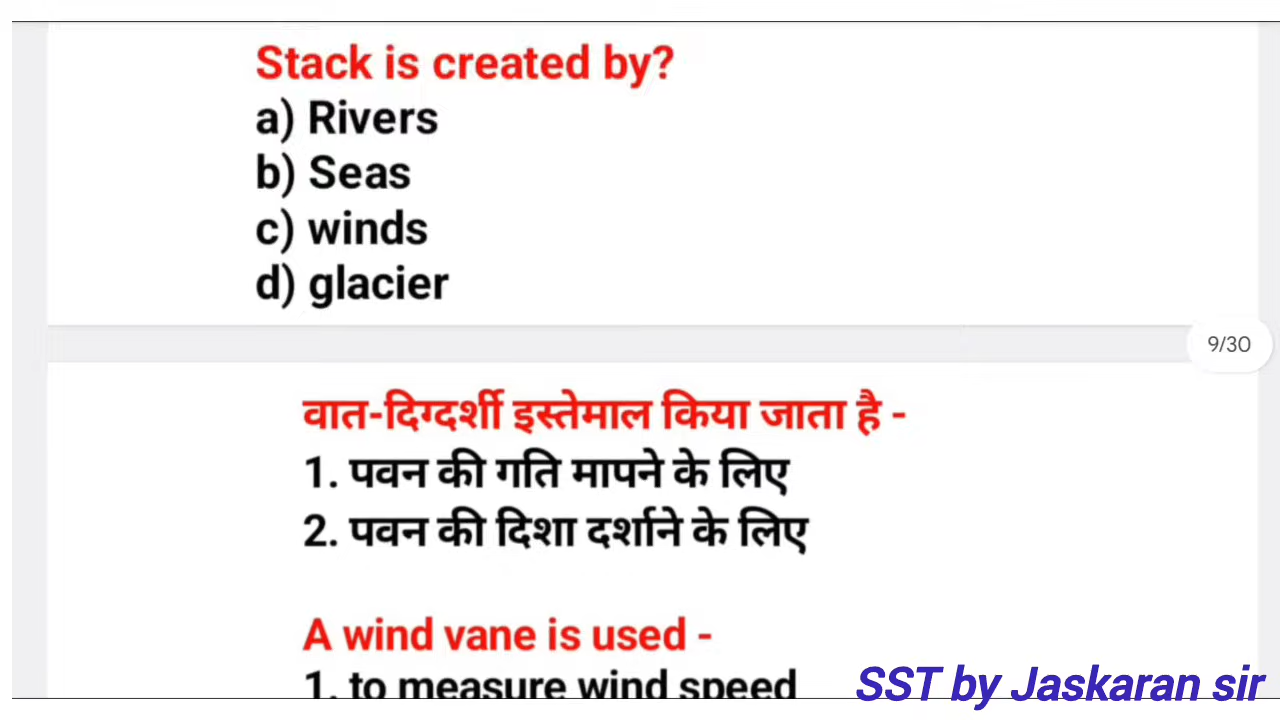 Stack is created by?
a) Rivers
b) Seas
c) winds
d) glacier
9/30
वात-दिग्दर्शी इस्तेमाल किया जाता है -
1. पवन की गति मापने के लिए
2. पवन की दिशा दर्शाने के लिए
A wind vane is used -
1. to measure wind speed
SST by Jaskaran sir